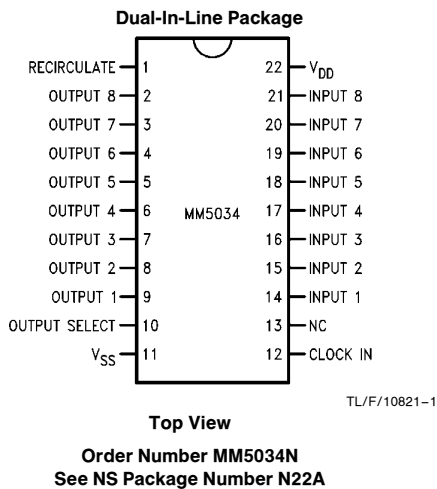 Dual-In-Line Package
RECIRCULATE 1 22 VDD
OUTPUT 8 2 21 INPUT 8
OUTPUT 7 3 20 INPUT 7
OUTPUT 6 4 19 INPUT 6
OUTPUT 5 5 18 INPUT 5
OUTPUT 4 6 MM5034 17 INPUT 4
OUTPUT 3 7 16 INPUT 3
OUTPUT 2 8 15 INPUT 2
OUTPUT 1 9 14 INPUT 1
OUTPUT SELECT 10 13 NC
VSS 11 12 CLOCK IN
TL/F/10821–1
Top View
Order Number MM5034N
See NS Package Number N22A